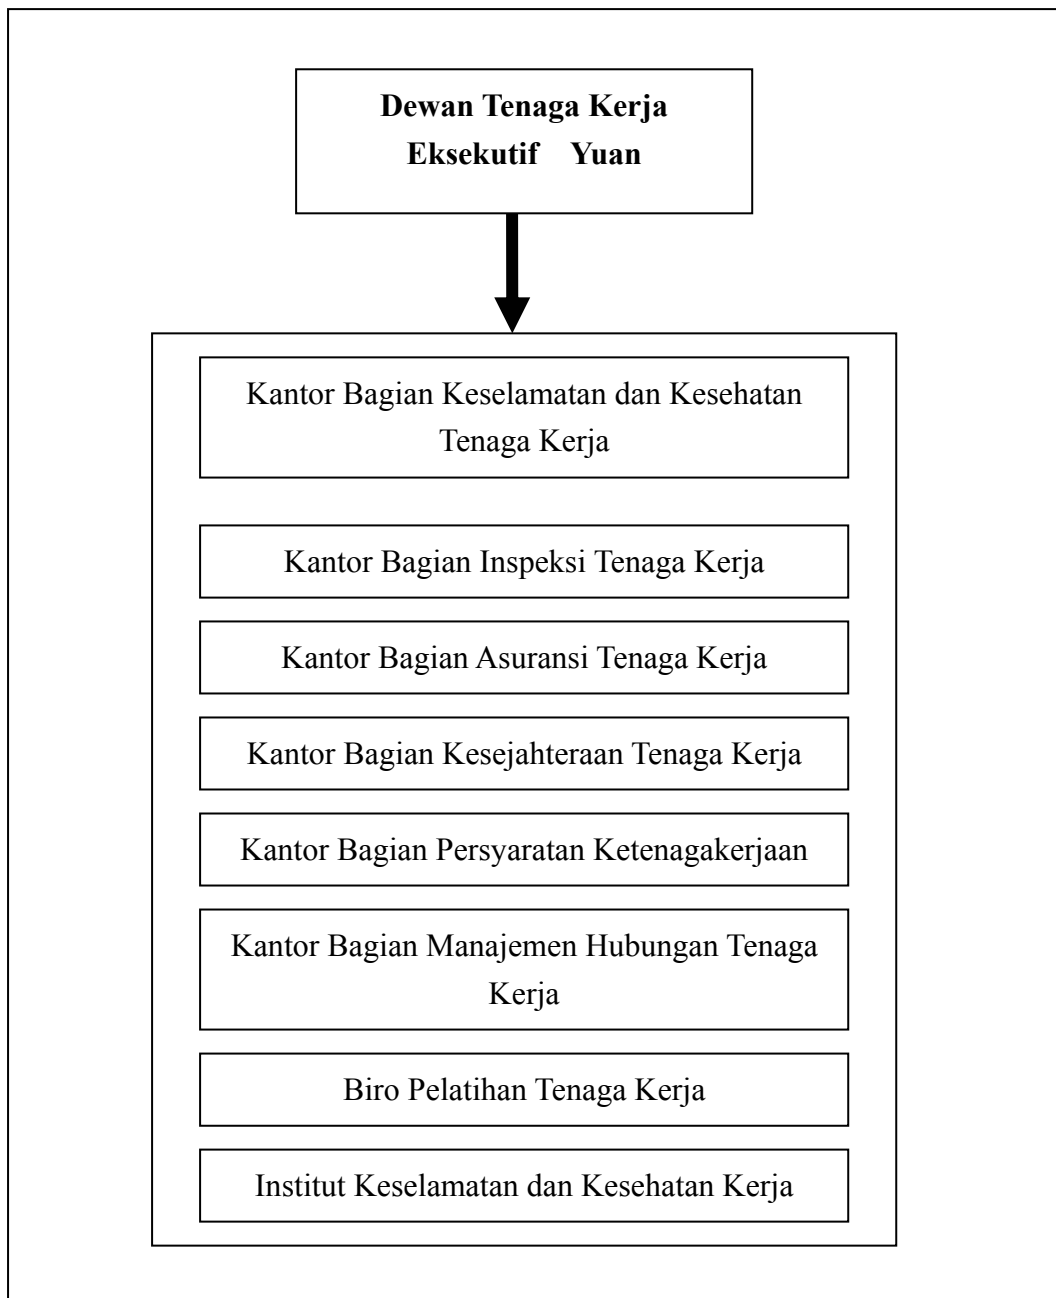 Dewan Tenaga Kerja
Eksekutif Yuan
Kantor Bagian Keselamatan dan Kesehatan
Tenaga Kerja
Kantor Bagian Inspeksi Tenaga Kerja
Kantor Bagian Asuransi Tenaga Kerja
Kantor Bagian Kesejahteraan Tenaga Kerja
Kantor Bagian Persyaratan Ketenagakerjaan
Kantor Bagian Manajemen Hubungan Tenaga
Kerja
Biro Pelatihan Tenaga Kerja
Institut Keselamatan dan Kesehatan Kerja